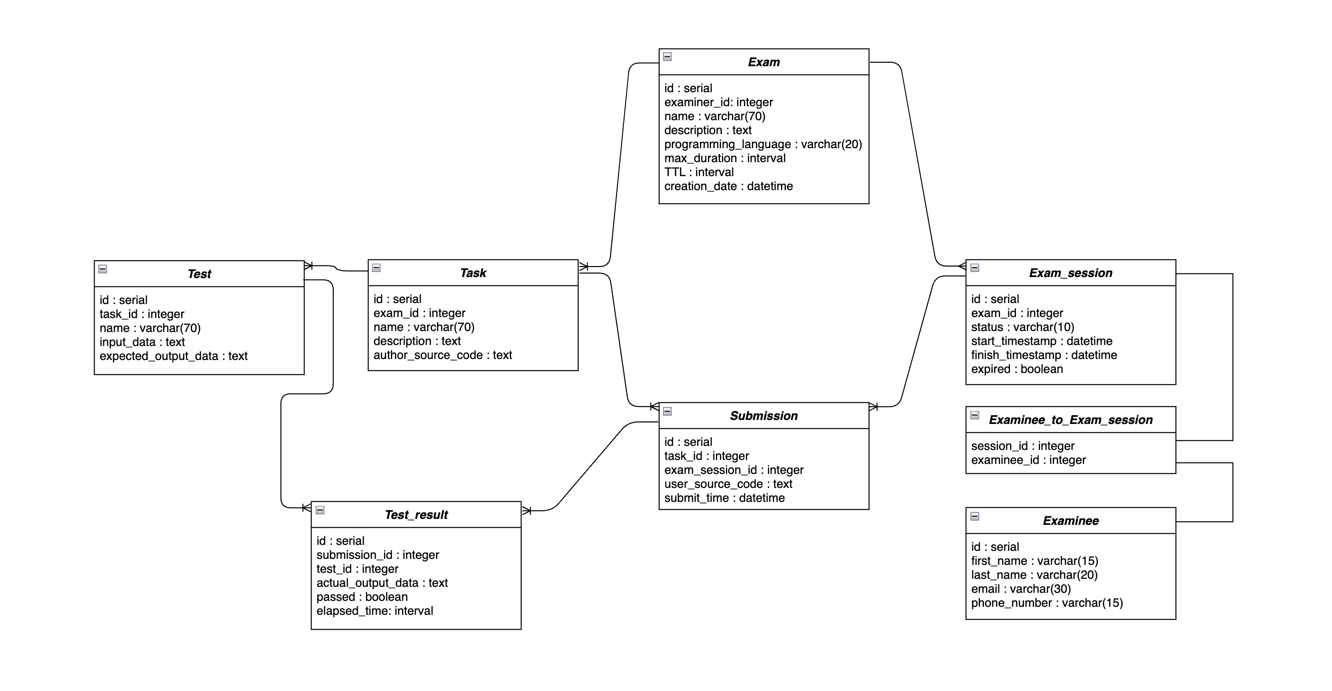 Exam
id : serial
examiner_id: integer
name : varchar(70)
description : text
programming_language : varchar(20)
max_duration : interval
TTL : interval
creation_date : datetime
Test
id : serial
task_id : integer
name : varchar(70)
input_data : text
expected_output_data : text
Task
id : serial
exam_id : integer
name : varchar(70)
description : text
author_source_code : text
Exam_session
id : serial
exam_id : integer
status : varchar(10)
start_timestamp : datetime
finish_timestamp : datetime
expired : boolean
Submission
id : serial
task_id : integer
exam_session_id : integer
user_source_code : text
submit_time : datetime
Examinee_to_Exam_session
session_id : integer
examinee_id : integer
Test_result
id : serial
submission_id : integer
test_id : integer
actual_output_data : text
passed : boolean
elapsed_time: interval
Examinee
id : serial
first_name : varchar(15)
last_name : varchar(20)
email : varchar(30)
phone_number : varchar(15)